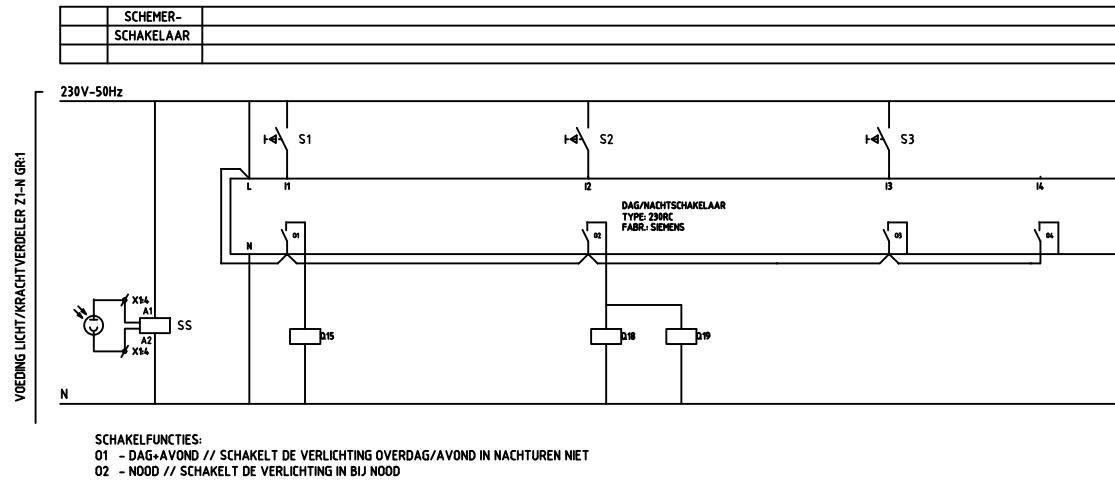 SCHEMER-
SCHAKELAAR
230V-50Hz
VOEDING LICHT/KRACHTVERDELER Z1-N GR:1
S1
S2
S3
L
I1
I2
I3
I4
DAG/NACHTSCHAKELAAR
TYPE: 230RC
FABR.: SIEMENS
O1
O2
O3
O4
N
X1:4
A1
SS
A2
X1:4
Q15
Q18
Q19
N
SCHAKELFUNCTIES:
O1 - DAG+AVOND // SCHAKELT DE VERLICHTING OVERDAG/AVOND IN NACHTUREN NIET
O2 - NOOD // SCHAKELT DE VERLICHTING IN BIJ NOOD